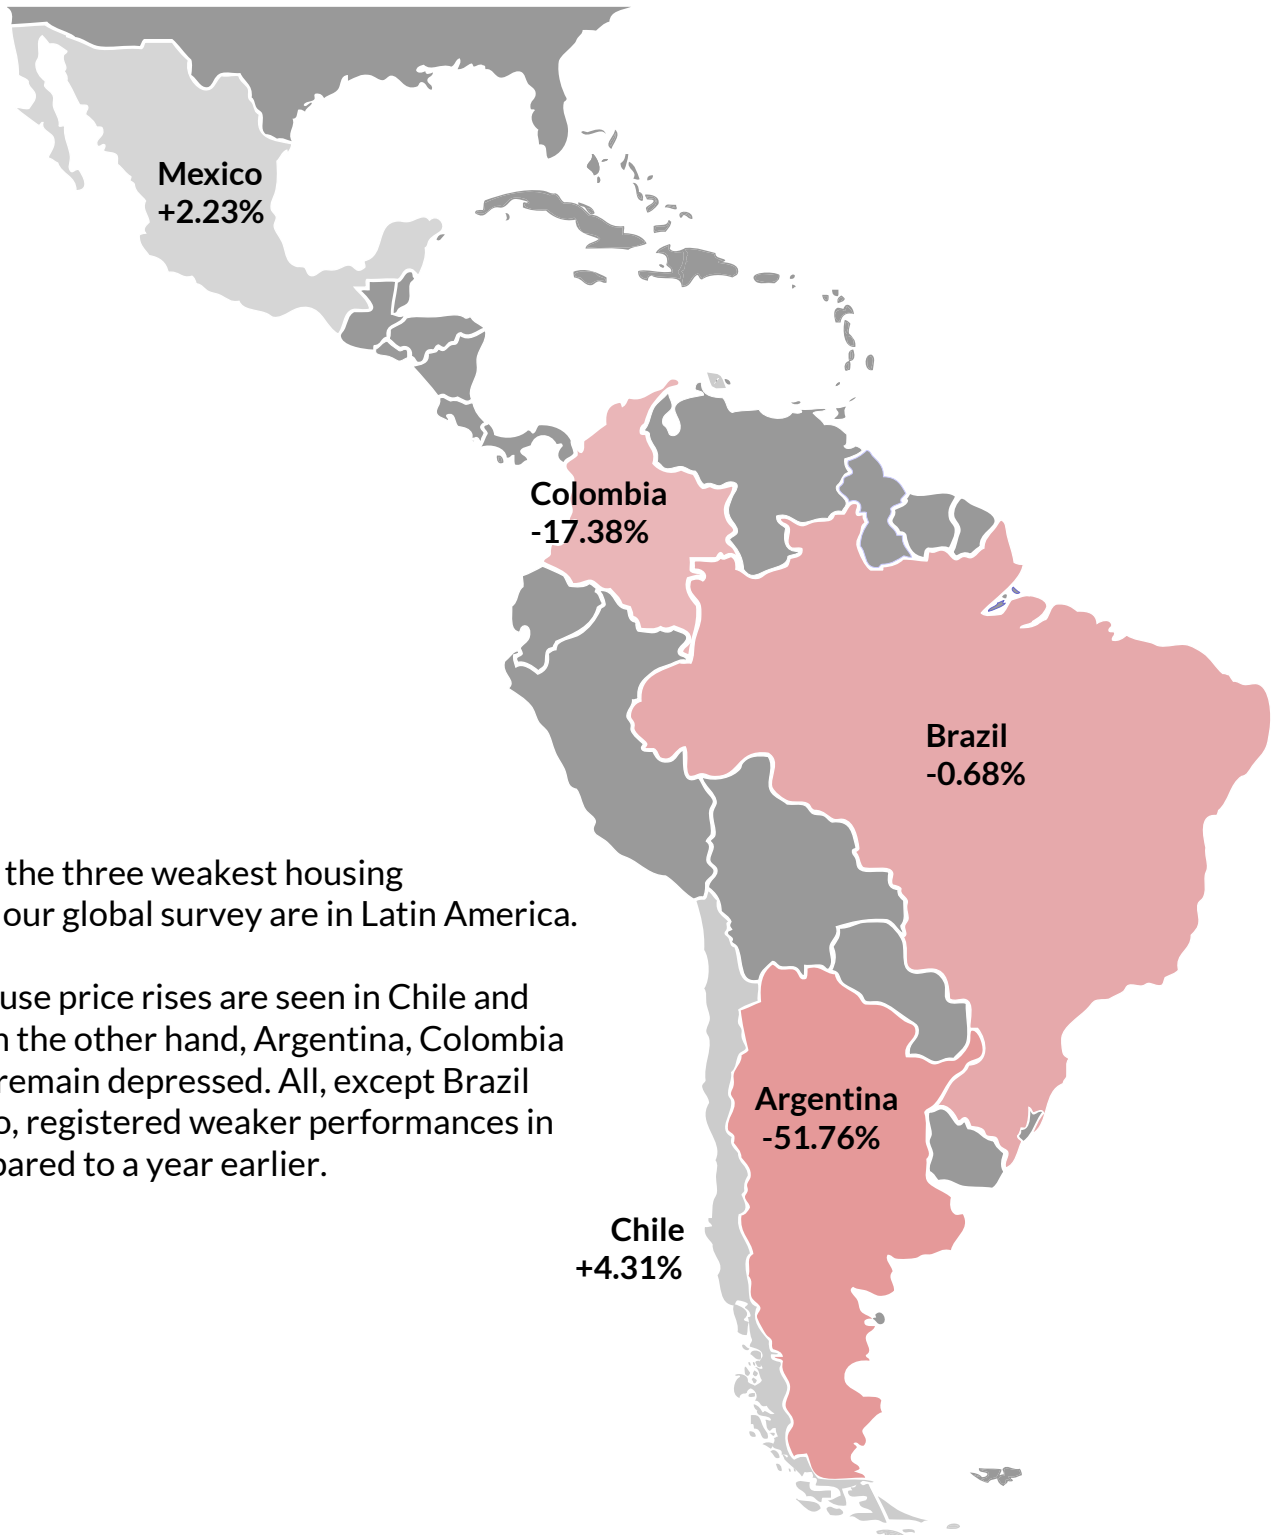 Mexico
+2.23%
Colombia
-17.38%
Brazil
-0.68%
the three weakest housing
our global survey are in Latin America.
use price rises are seen in Chile and
the other hand, Argentina, Colombia
remain depressed. All, except Brazil
registered weaker performances in
pared to a year earlier.
Argentina
-51.76%
Chile
+4.31%